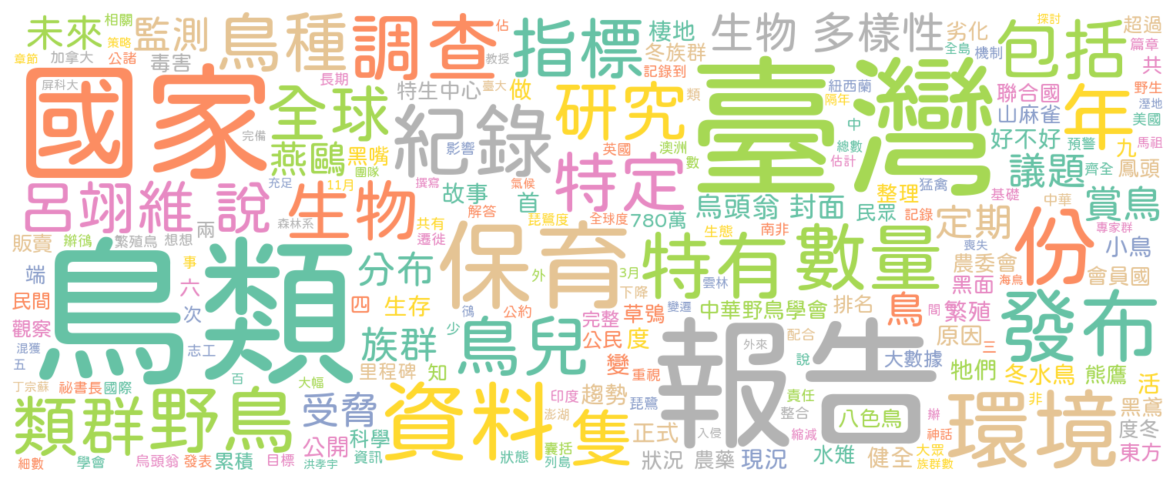 未來 相關 策略 監測 鳥種 調查 指標 棲地 冬族群 生物 多樣性 劣化 探討 全島 機制 包括 超過 篇章 共
章節 加拿大 公諸 毒害 屏科大 長期 教授 記錄到
國家 全球 特生中心 臺大 做 紀錄 研究 類 隔年 臺灣 紐西蘭 中 總數 估計 聯合國 山麻雀 好不好 年 野生 溼地 美國 預警 九 馬祖
完備 燕鷗 黑嘴 團隊 影響 英國 澳洲 數 議題 齊全 鳳頭
呂翊維 說 生物 充足 11月 撰寫 故事 解答 氣候 首 特定 烏頭翁 封面 民眾 整理 猛禽 記錄 基礎 中華 定期 賞鳥
販賣 辦鴴 繁殖鳥 想想 兩 森林系 共有 遷徙 琵鷺度 全球度 780萬 生態 南非 喪失 專家群 份 小鳥
鳥類 端 事 六 次 分布 保育 外 3月 特有 數量 農委會 海鳥 會員國 黑面
民間 觀察 四 生存 公約 下降 雲林 中華野鳥學會 排名 鳥 間 繁殖 發布
混獲 五 志工 族群 少 鴴 鳥兒 完整 草鴞 變遷 公民 度 外來 配合 說 原因 三 大數據
丁宗蘇 祕書長 國際 百 里程碑 知 大幅 變 重視 報告 牠們 冬水鳥 熊鷹 活
類群 野鳥 受脅 資料 印度 趨勢 琵鷺 隻 澎湖 責任 整合 八色鳥 辦 非 環境 黑鳶
公開 科學 正式 入侵 縮減 神話 度冬
細數 學會 烏頭翁 發表 累積 目標 洪孝宇 資訊 狀態 囊括 列島 狀況 農藥 現況 水雉 健全 大眾 族群數 東方